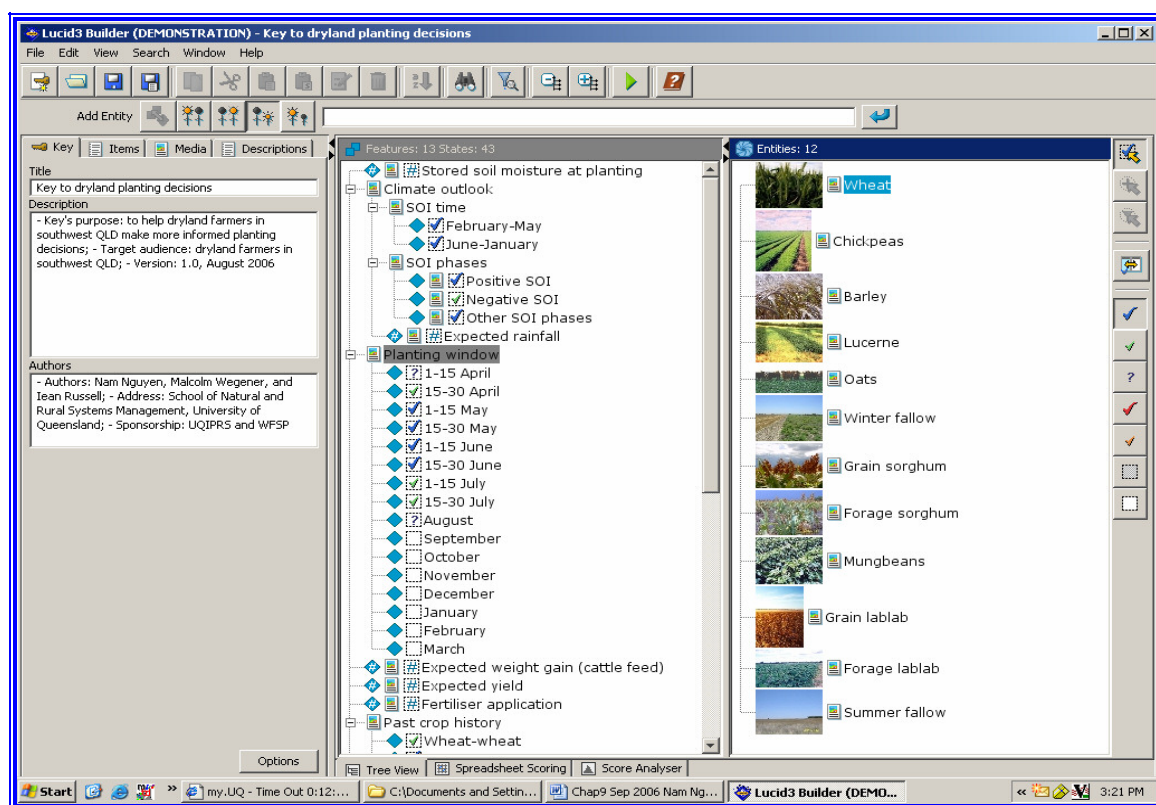 Lucid3 Builder (DEMONSTRATION) - Key to dryland planting decisions
File Edit View Search Window Help
Add Entity
Key Items Media Descriptions
Title
Key to dryland planting decisions
Description
- Key's purpose: to help dryland farmers in
southwest QLD make more informed planting
decisions; - Target audience: dryland farmers in
southwest QLD; - Version: 1.0, August 2006
Authors
- Authors: Nam Nguyen, Malcolm Wegener, and
Iean Russell; - Address: School of Natural and
Rural Systems Management, University of
Queensland; - Sponsorship: UQIPRS and WFSP
Options
Features: 13 States: 43
Stored soil moisture at planting
Climate outlook
SOI time
February-May
June-January
SOI phases
Positive SOI
Negative SOI
Other SOI phases
Expected rainfall
Planting window
1-15 April
15-30 April
1-15 May
15-30 May
1-15 June
15-30 June
1-15 July
15-30 July
August
September
October
November
December
January
February
March
Expected weight gain (cattle feed)
Expected yield
Fertiliser application
Past crop history
Wheat-wheat
Tree View Spreadsheet Scoring Score Analyser
Entities: 12
Wheat
Chickpeas
Barley
Lucerne
Oats
Winter fallow
Grain sorghum
Forage sorghum
Mungbeans
Grain lablab
Forage lablab
Summer fallow
Start » my.UQ - Time Out 0:12:... C:\Documents and Settin... Chap9 Sep 2006 Nam Ng... Lucid3 Builder (DEMO... « 3:21 PM